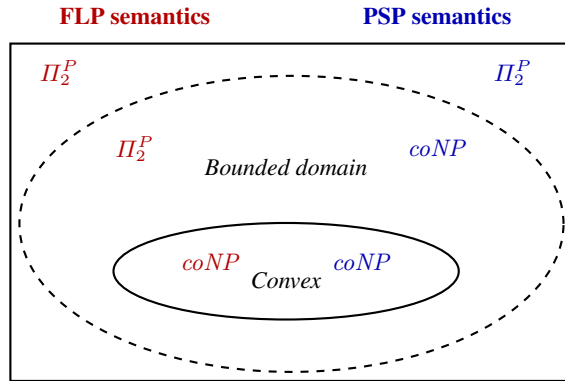 FLP semantics PSP semantics
Π₂ᴾ Π₂ᴾ
Π₂ᴾ Bounded domain coNP
coNP Convex coNP